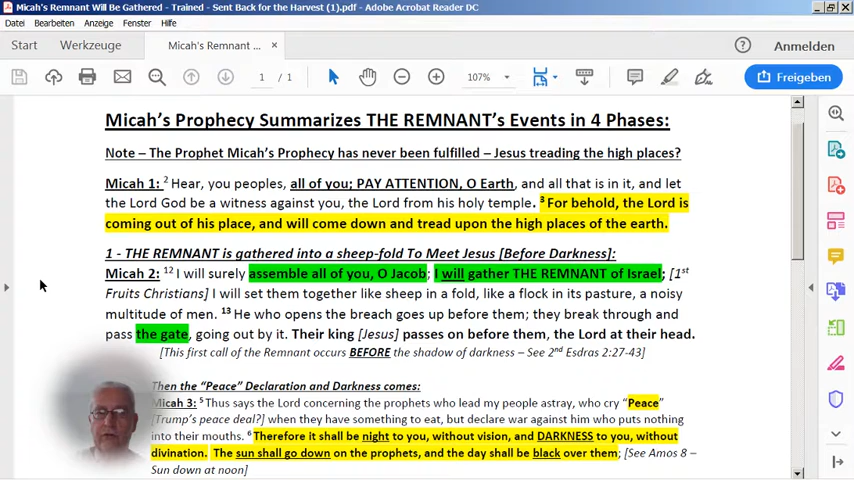 Micah's Remnant Will Be Gathered - Trained - Sent Back for the Harvest (1).pdf - Adobe Acrobat Reader DC
Datei Bearbeiten Anzeige Fenster Hilfe
Start Werkzeuge Micah's Remnant ... × Anmelden
1 / 1 107% Freigeben
Micah's Prophecy Summarizes THE REMNANT's Events in 4 Phases:
Note – The Prophet Micah's Prophecy has never been fulfilled – Jesus treading the high places?
Micah 1: 2 Hear, you peoples, all of you; PAY ATTENTION, O Earth, and all that is in it, and let
the Lord God be a witness against you, the Lord from his holy temple. 3 For behold, the Lord is
coming out of his place, and will come down and tread upon the high places of the earth.
1 - THE REMNANT is gathered into a sheep-fold To Meet Jesus [Before Darkness]:
Micah 2: 12 I will surely assemble all of you, O Jacob; I will gather THE REMNANT of Israel; [1st
Fruits Christians] I will set them together like sheep in a fold, like a flock in its pasture, a noisy
multitude of men. 13 He who opens the breach goes up before them; they break through and
pass the gate, going out by it. Their king [Jesus] passes on before them, the Lord at their head.
[This first call of the Remnant occurs BEFORE the shadow of darkness – See 2nd Esdras 2:27-43]
Then the "Peace" Declaration and Darkness comes:
Micah 3: 5 Thus says the Lord concerning the prophets who lead my people astray, who cry "Peace"
[Trump's peace deal?] when they have something to eat, but declare war against him who puts nothing
into their mouths. 6 Therefore it shall be night to you, without vision, and DARKNESS to you, without
divination. The sun shall go down on the prophets, and the day shall be black over them; [See Amos 8 –
Sun down at noon]